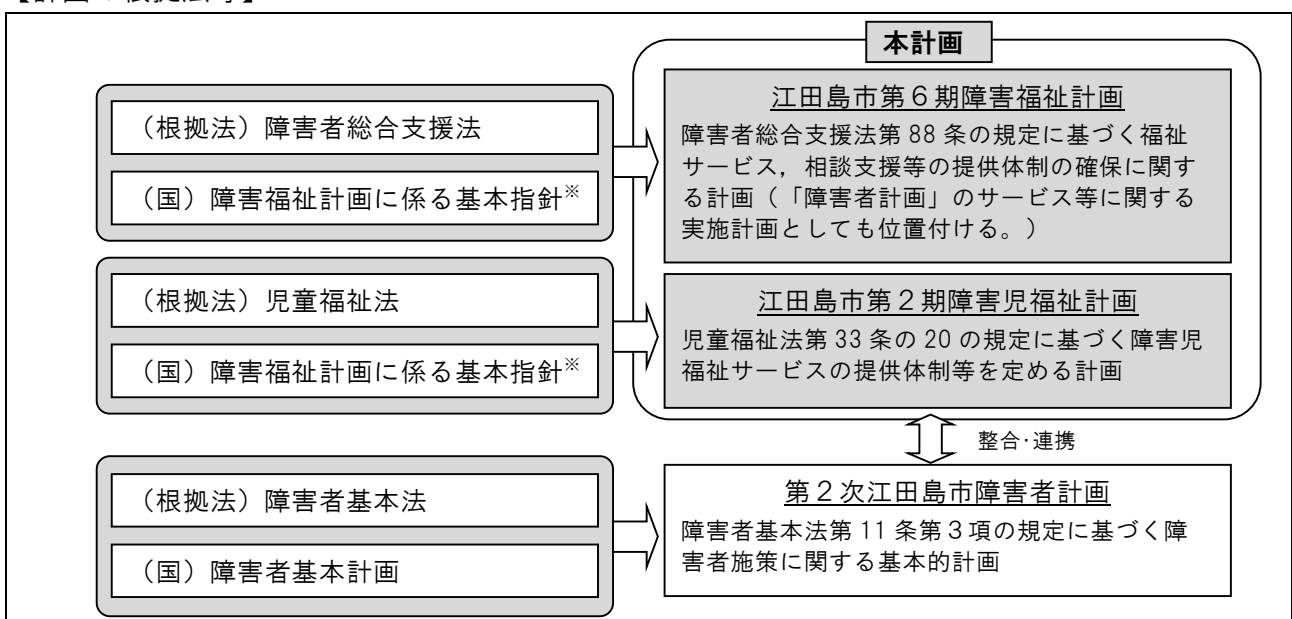 本計画
(根拠法)障害者総合支援法
(国)障害福祉計画に係る基本指針※
江田島市第6期障害福祉計画
障害者総合支援法第88条の規定に基づく福祉
サービス,相談支援等の提供体制の確保に関す
る計画(「障害者計画」のサービス等に関する
実施計画としても位置付ける。)
(根拠法)児童福祉法
(国)障害福祉計画に係る基本指針※
江田島市第2期障害児福祉計画
児童福祉法第33条の20の規定に基づく障害児
福祉サービスの提供体制等を定める計画
整合・連携
(根拠法)障害者基本法
(国)障害者基本計画
第2次江田島市障害者計画
障害者基本法第11条第3項の規定に基づく障
害者施策に関する基本的計画